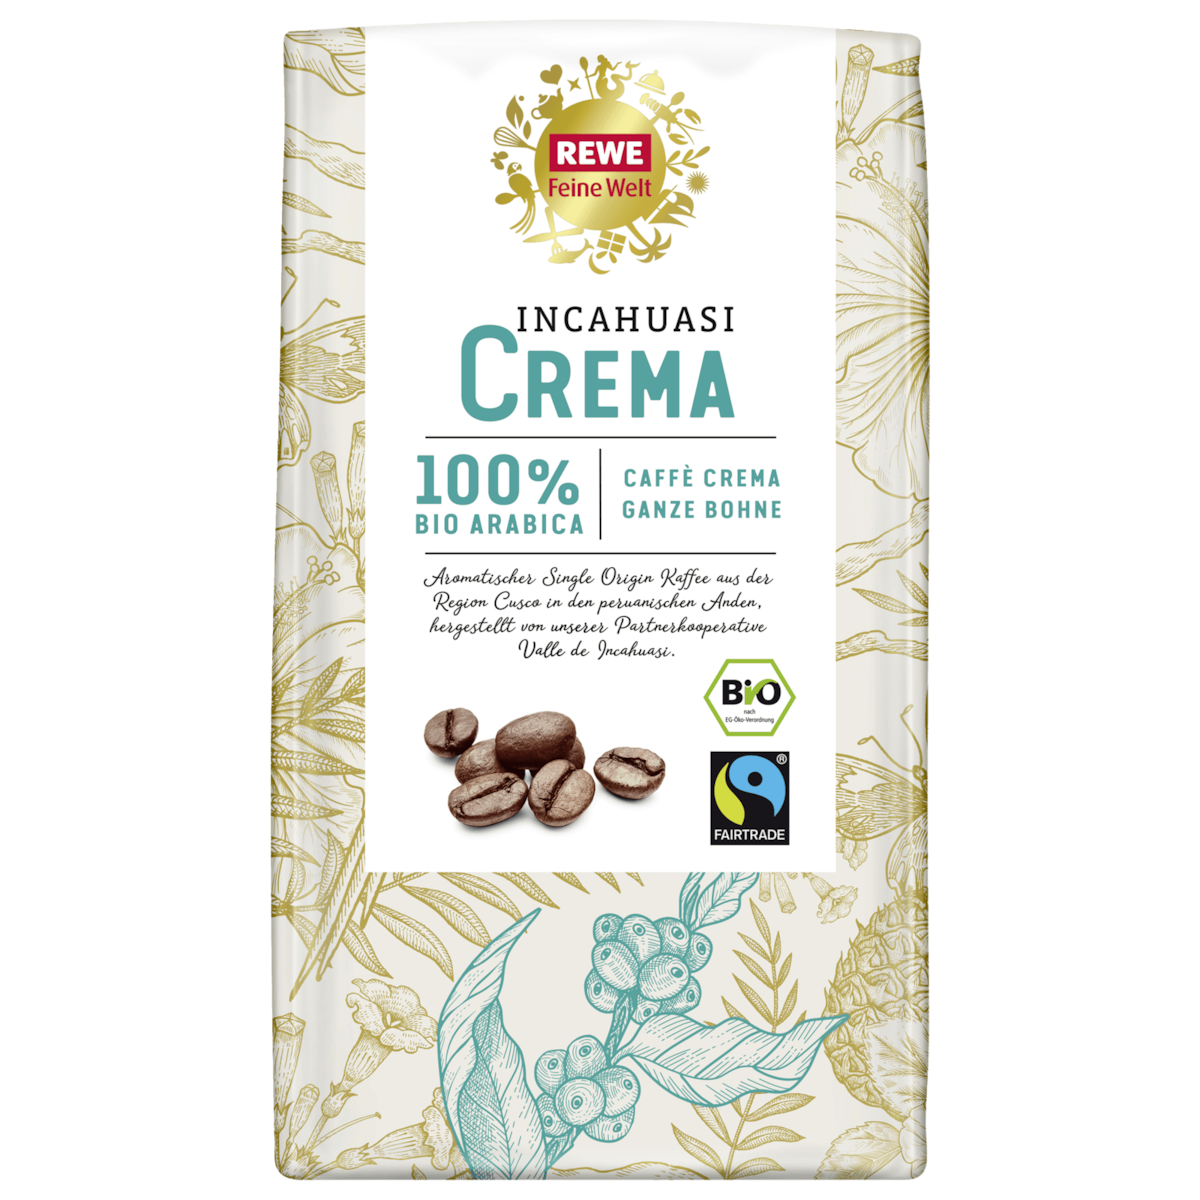 REWE
Feine Welt
INCAHUASI
CREMA
100%
BIO ARABICA
CAFFÈ CREMA
GANZE BOHNE
Aromatischer Single Origin Kaffee aus der
Region Cusco in den peruanischen Anden,
hergestellt von unserer Partnerkooperative
Valle de Incahuasi.
BiO
nach
EG-Öko-Verordnung
®
FAIRTRADE